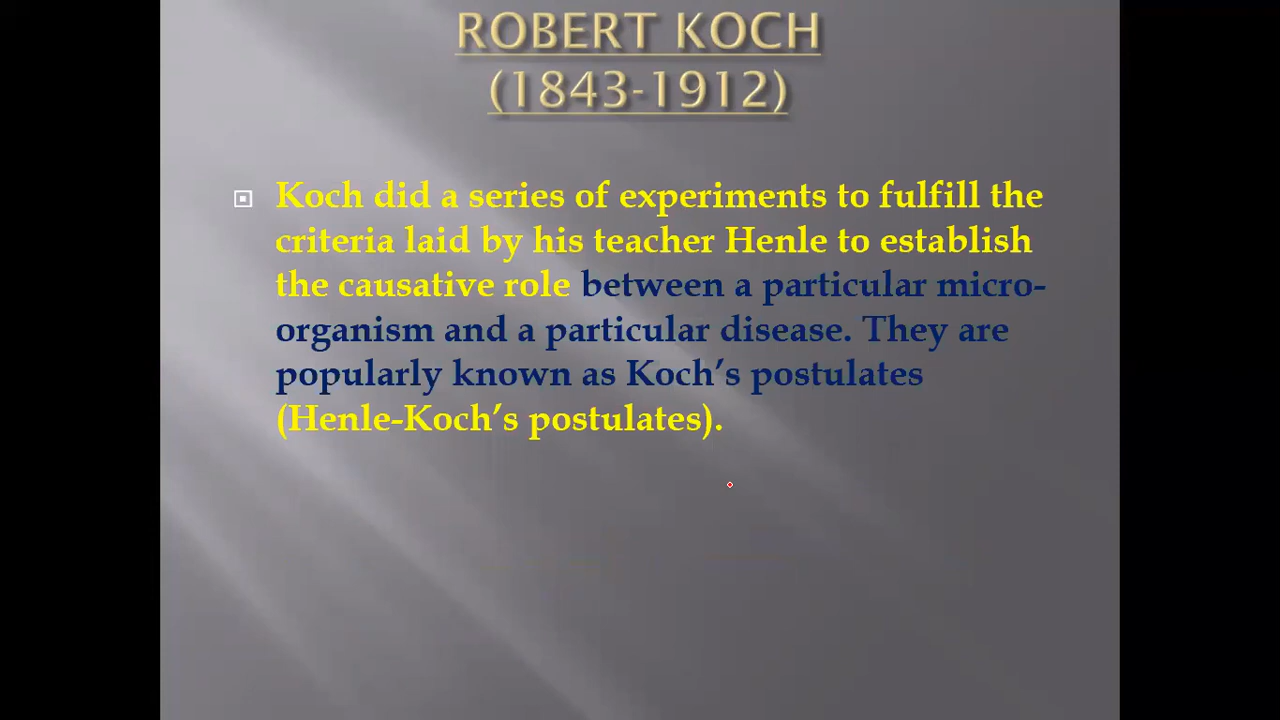 ROBERT KOCH
(1843-1912)
Koch did a series of experiments to fulfill the
criteria laid by his teacher Henle to establish
the causative role between a particular micro-
organism and a particular disease. They are
popularly known as Koch’s postulates
(Henle-Koch’s postulates).